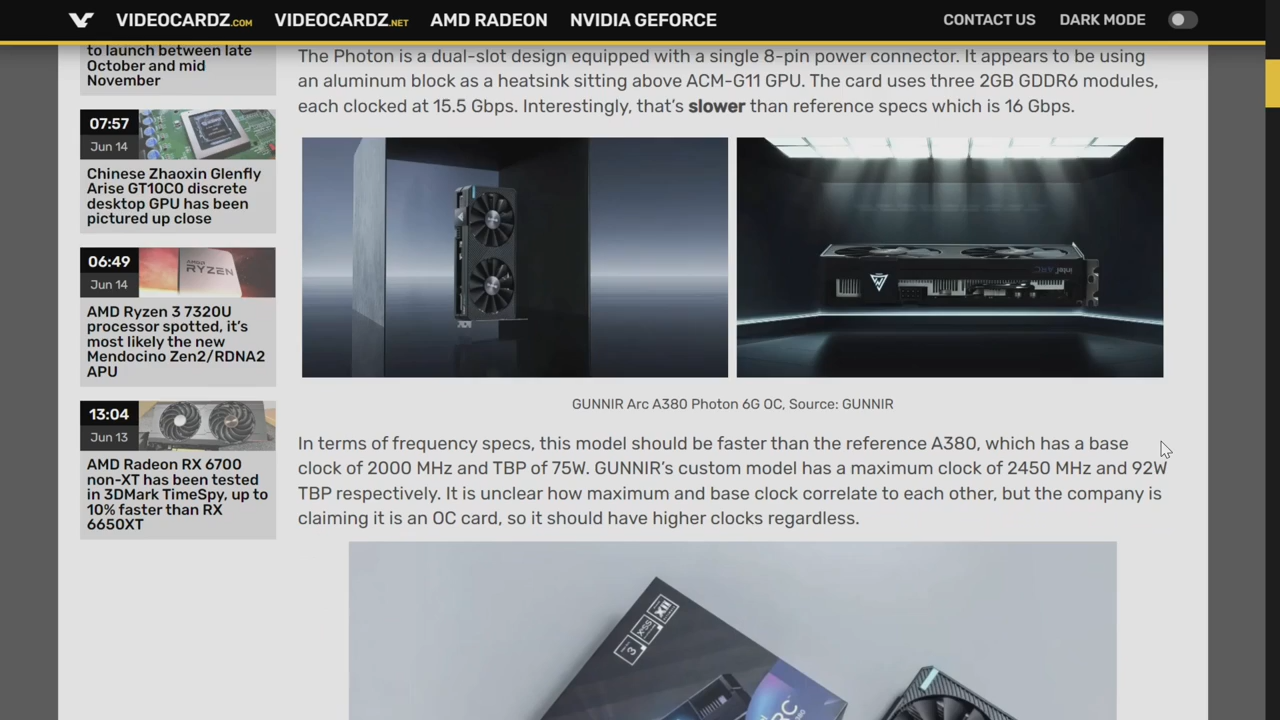 VIDEOCARDZ.COM VIDEOCARDZ.NET AMD RADEON NVIDIA GEFORCE CONTACT US DARK MODE
to launch between late
October and mid
November
07:57
Jun 14
Chinese Zhaoxin Glenfly
Arise GT10C0 discrete
desktop GPU has been
pictured up close
06:49
Jun 14
AMD
RYZEN
AMD Ryzen 3 7320U
processor spotted, it's
most likely the new
Mendocino Zen2/RDNA2
APU
13:04
Jun 13
AMD Radeon RX 6700
non-XT has been tested
in 3DMark TimeSpy, up to
10% faster than RX
6650XT
The Photon is a dual-slot design equipped with a single 8-pin power connector. It appears to be using
an aluminum block as a heatsink sitting above ACM-G11 GPU. The card uses three 2GB GDDR6 modules,
each clocked at 15.5 Gbps. Interestingly, that's slower than reference specs which is 16 Gbps.
intel ARC
GUNNIR Arc A380 Photon 6G OC, Source: GUNNIR
In terms of frequency specs, this model should be faster than the reference A380, which has a base
clock of 2000 MHz and TBP of 75W. GUNNIR's custom model has a maximum clock of 2450 MHz and 92W
TBP respectively. It is unclear how maximum and base clock correlate to each other, but the company is
claiming it is an OC card, so it should have higher clocks regardless.
3
ARC